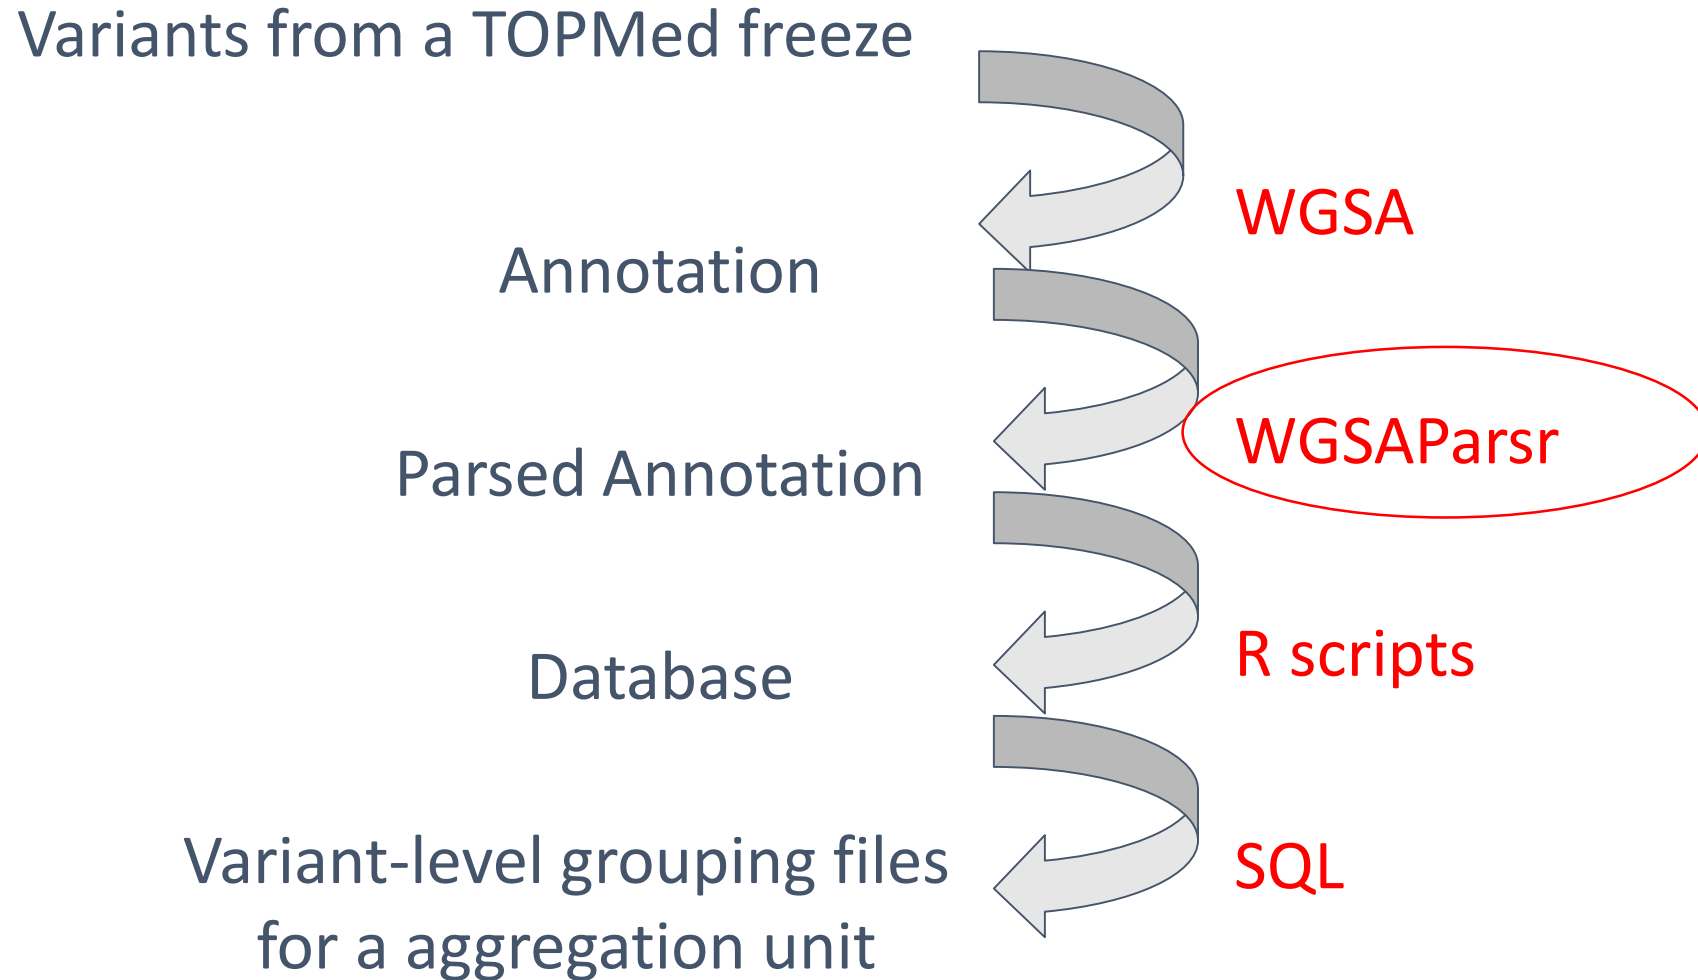 Variants from a TOPMed freeze
WGSA
Annotation
WGSAParsr
Parsed Annotation
R scripts
Database
Variant-level grouping files
SQL
for a aggregation unit